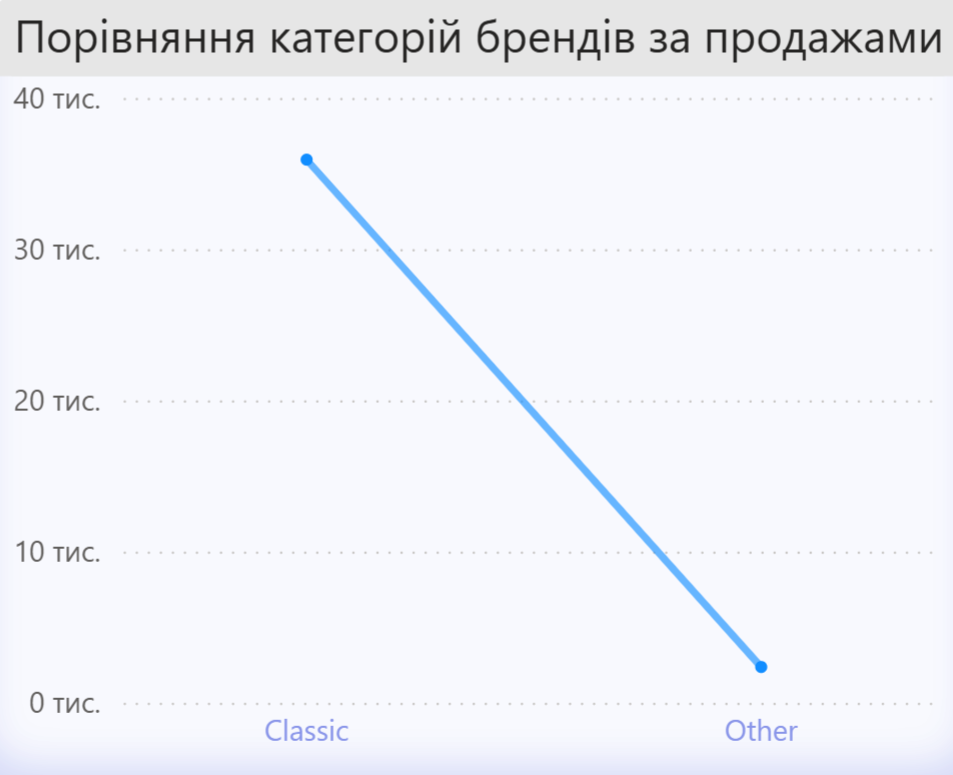 Порівняння категорій брендів за продажами
40 тис.
30 тис.
20 тис.
10 тис.
0 тис.
Classic
Other